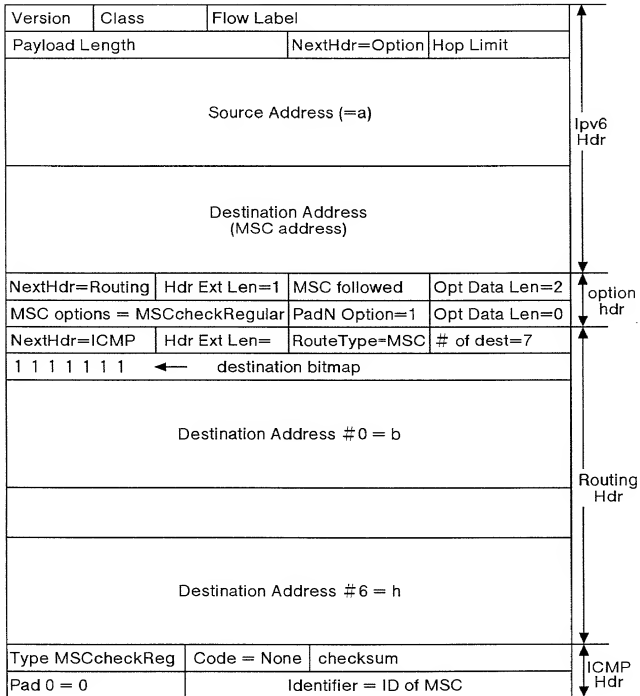 Version Class Flow Label
Payload Length NextHdr=Option Hop Limit
Source Address (=a)
Ipv6
Hdr
Destination Address
(MSC address)
NextHdr=Routing Hdr Ext Len=1 MSC followed Opt Data Len=2
option
hdr
MSC options = MSCcheckRegular PadN Option=1 Opt Data Len=0
NextHdr=ICMP Hdr Ext Len= RouteType=MSC # of dest=7
1 1 1 1 1 1 1 ← destination bitmap
Destination Address #0 = b
Routing
Hdr
Destination Address #6 = h
Type MSCcheckReg Code = None checksum
ICMP
Hdr
Pad 0 = 0 Identifier = ID of MSC